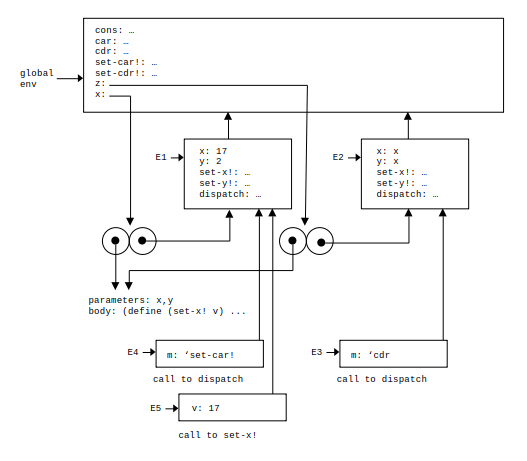 cons: …
car: …
cdr: …
set-car!: …
set-cdr!: …
z:
x:
global
env
E1
x: 17
y: 2
set-x!: …
set-y!: …
dispatch: …
E2
x: x
y: x
set-x!: …
set-y!: …
dispatch: …
parameters: x,y
body: (define (set-x! v) ...
E4
m: ‘set-car!
call to dispatch
E3
m: ‘cdr
call to dispatch
E5
v: 17
call to set-x!